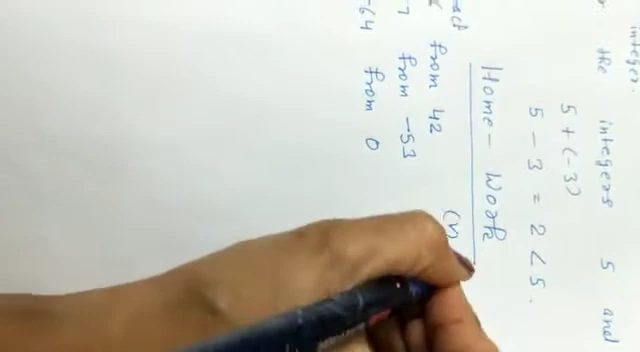 integer.
the integers 5 and
5 + (-3)
5 - 3 = 2 < 5.
Home-Work
from 42 (v)
from -53
-64 from 0